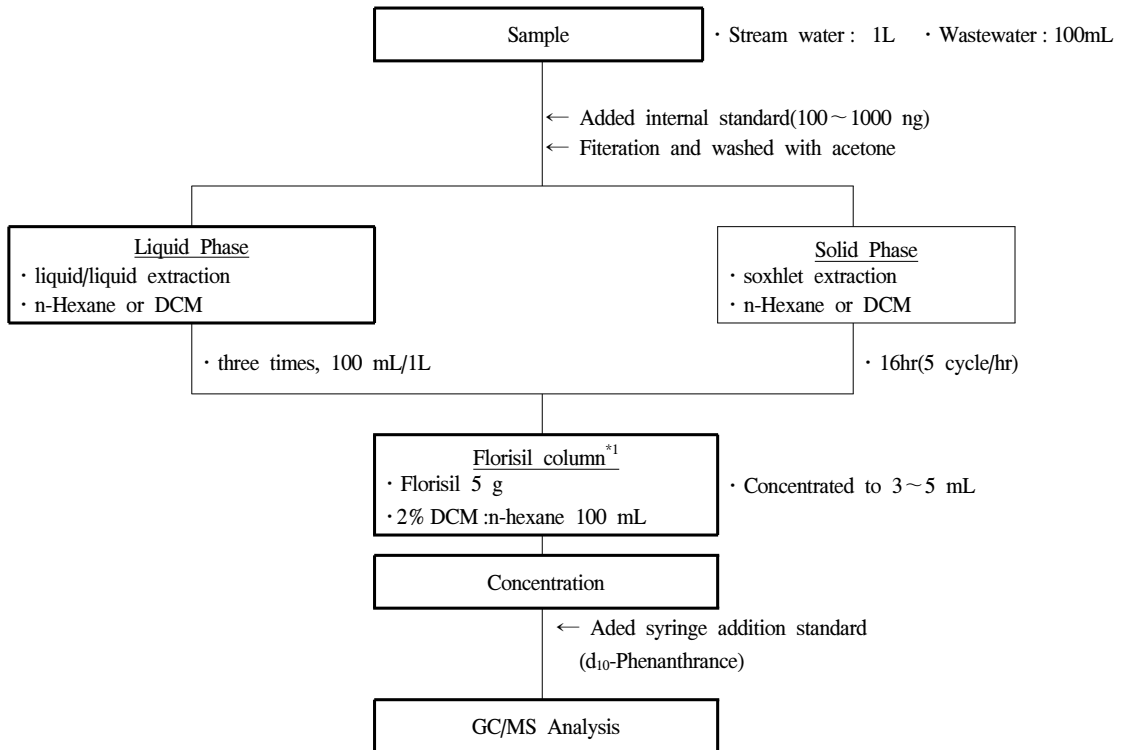 Sample
· Stream water : 1L · Wastewater : 100mL
← Added internal standard(100～1000 ng)
← Fiteration and washed with acetone
Liquid Phase
· liquid/liquid extraction
· n-Hexane or DCM
Solid Phase
· soxhlet extraction
· n-Hexane or DCM
· three times, 100 mL/1L
· 16hr(5 cycle/hr)
Florisil column*1
· Florisil 5 g
· 2% DCM :n-hexane 100 mL
· Concentrated to 3～5 mL
Concentration
← Aded syringe addition standard
(d10-Phenanthrance)
GC/MS Analysis